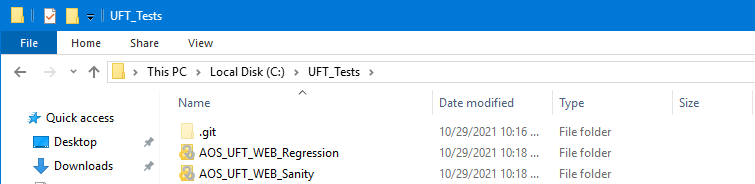 UFT_Tests
File Home Share View
This PC > Local Disk (C:) > UFT_Tests >
Name Date modified Type Size
Quick access
.git 10/29/2021 10:16 ... File folder
Desktop
AOS_UFT_WEB_Regression 10/29/2021 10:18 ... File folder
Downloads
AOS_UFT_WEB_Sanity 10/29/2021 10:18 ... File folder